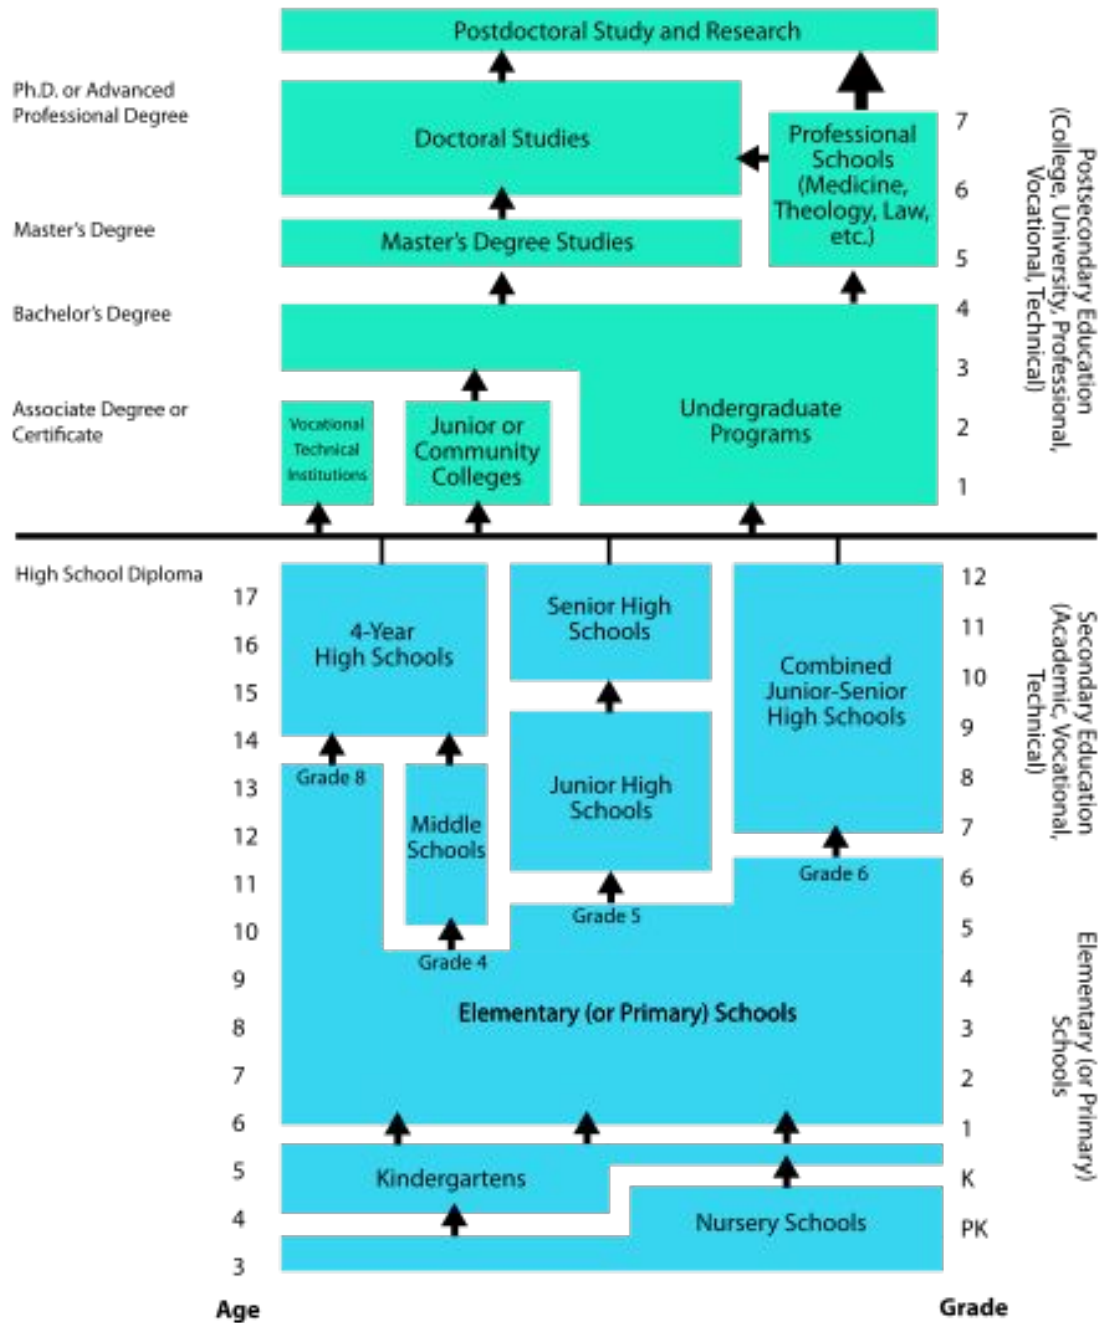 Postdoctoral Study and Research
Ph.D. or Advanced
Professional Degree
Doctoral Studies
Professional
Schools
(Medicine,
Theology, Law,
etc.)
7
6
5
Master's Degree
Master's Degree Studies
Bachelor's Degree
4
3
Associate Degree or
Certificate
Vocational
Technical
Institutions
Junior or
Community
Colleges
Undergraduate
Programs
2
1
Postsecondary Education
(College, University, Professional,
Vocational, Technical)
High School Diploma
17
16
15
14
13
12
11
10
9
8
7
6
5
4
3
Age
4-Year
High Schools
Senior High
Schools
Combined
Junior-Senior
High Schools
Grade 8
Middle
Schools
Junior High
Schools
Grade 6
Grade 5
Grade 4
Elementary (or Primary) Schools
Kindergartens
Nursery Schools
12
11
10
9
8
7
6
5
4
3
2
1
K
PK
Grade
Secondary Education
(Academic, Vocational,
Technical)
Elementary (or Primary)
Schools